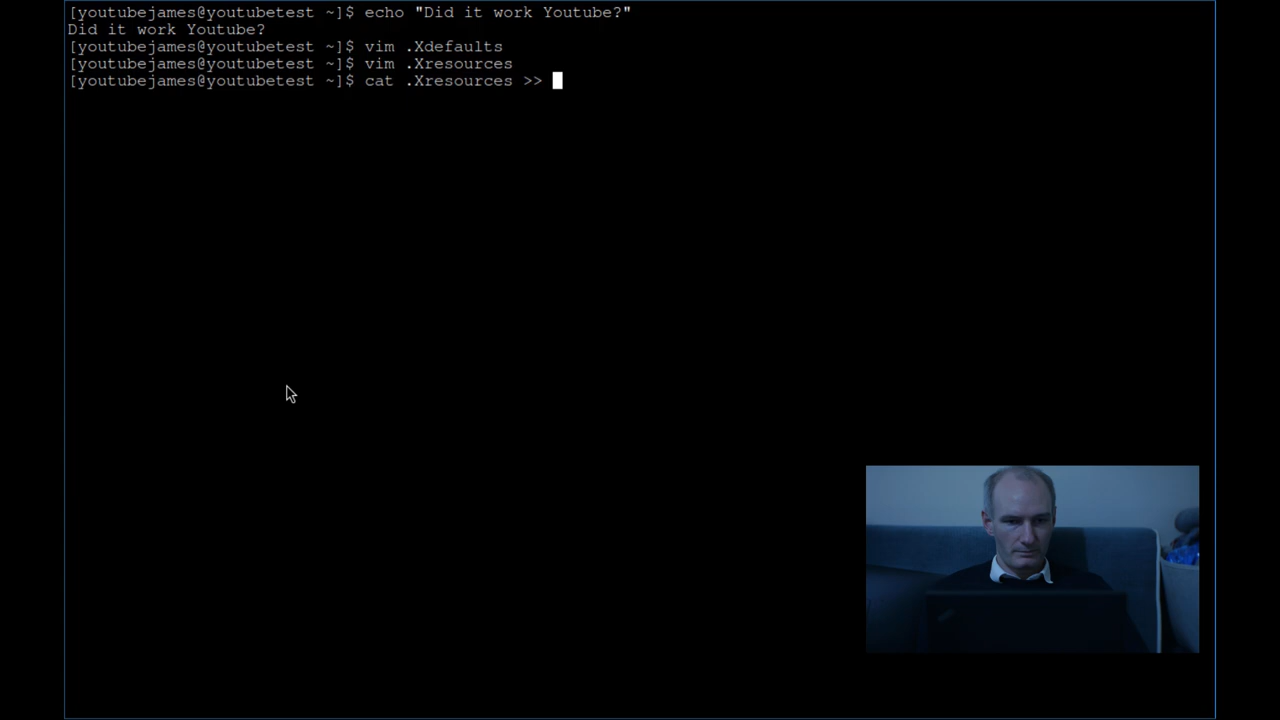 [youtubejames@youtubetest ~]$ echo "Did it work Youtube?"
Did it work Youtube?
[youtubejames@youtubetest ~]$ vim .Xdefaults
[youtubejames@youtubetest ~]$ vim .Xresources
[youtubejames@youtubetest ~]$ cat .Xresources >>